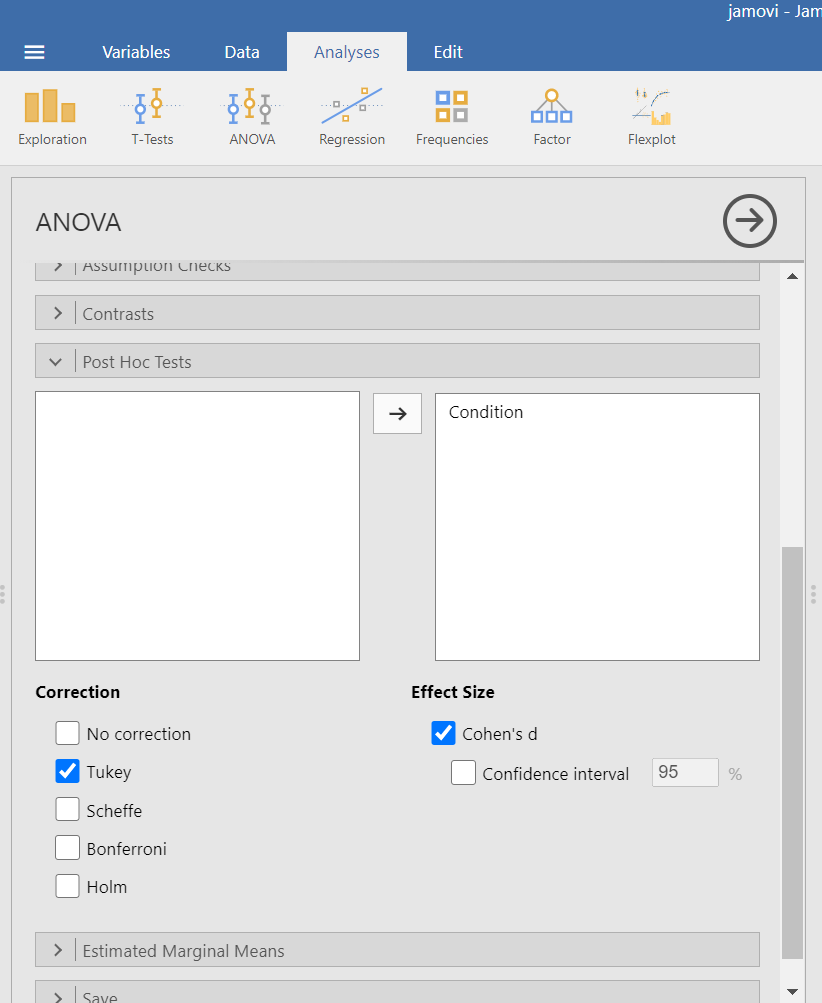 jamovi - Jam
Variables Data Analyses Edit
Exploration T-Tests ANOVA Regression Frequencies Factor Flexplot
ANOVA
Assumption Checks
Contrasts
Post Hoc Tests
Condition
Correction
No correction
Tukey
Scheffe
Bonferroni
Holm
Effect Size
Cohen's d
Confidence interval 95 %
Estimated Marginal Means
Save